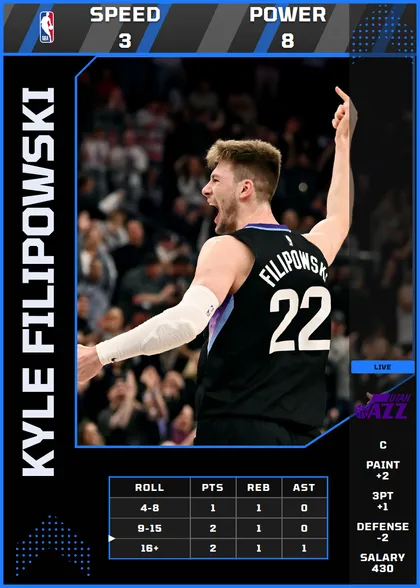 SPEED
3
POWER
8
KYLE FILIPOWSKI
FILIPOWSKI
22
LIVE
UTAH
JAZZ
C
PAINT
+2
3PT
+1
DEFENSE
-2
SALARY
430
ROLL PTS REB AST
4-8 1 1 0
9-15 2 1 0
16+ 2 1 1